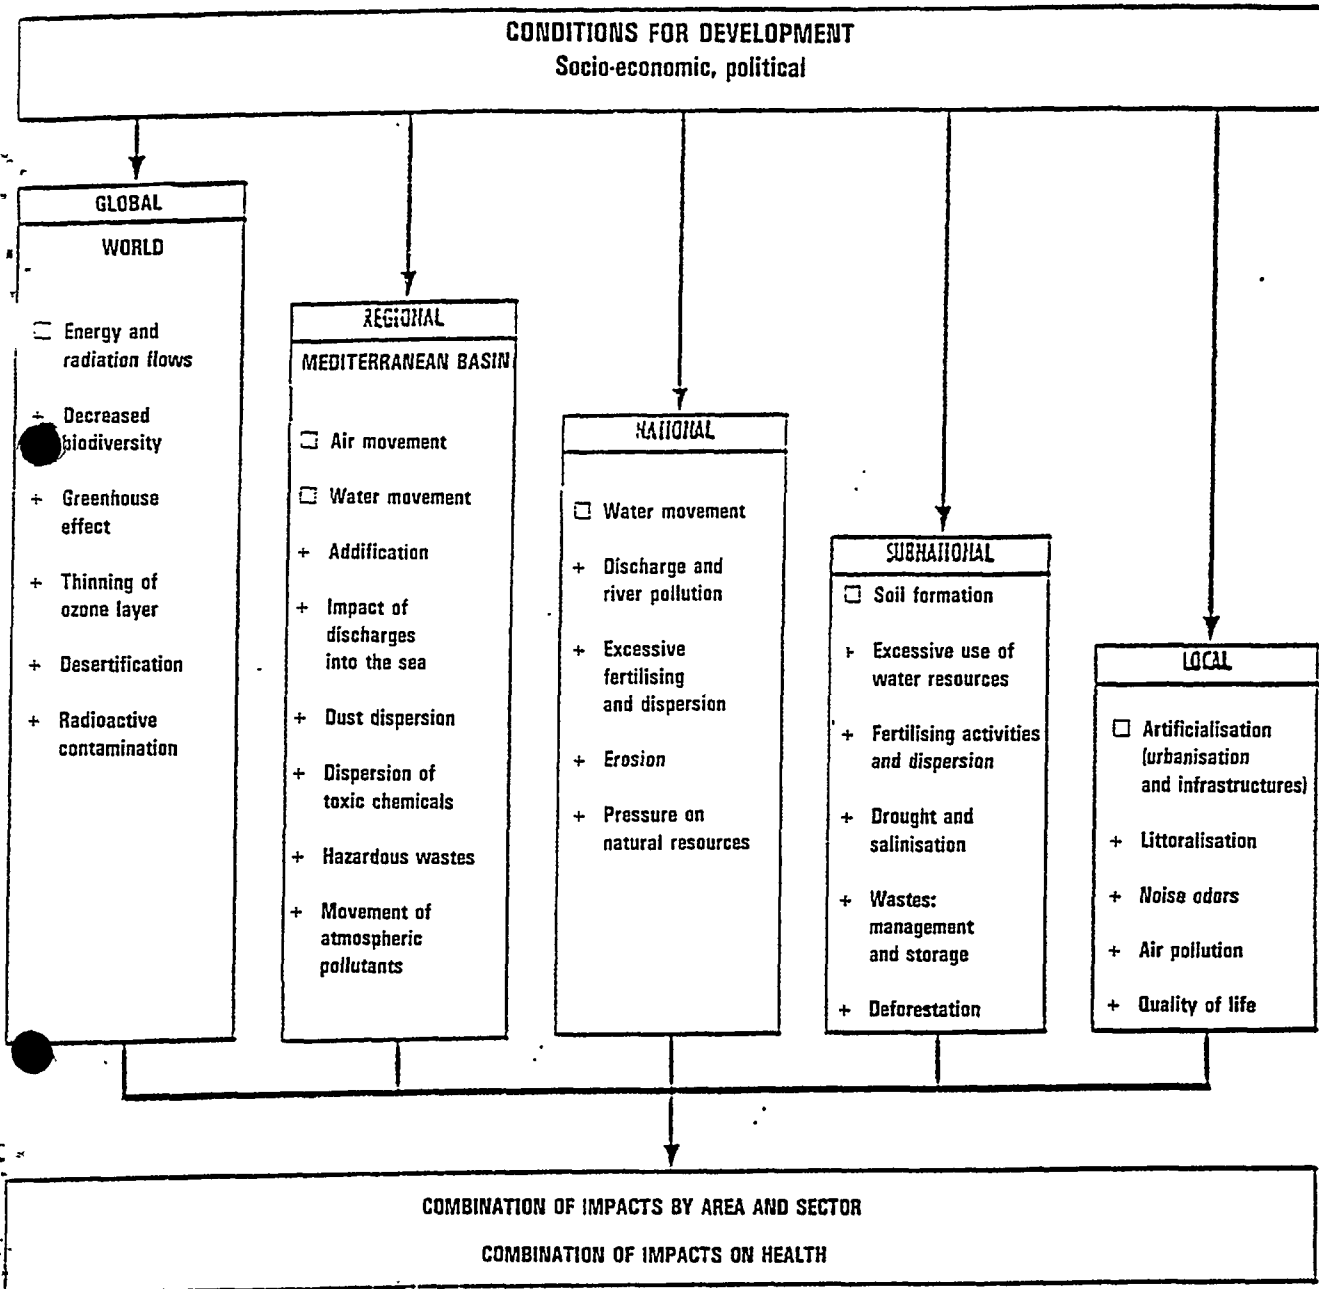 CONDITIONS FOR DEVELOPMENT
Socio-economic, political
GLOBAL
WORLD
□ Energy and
radiation flows
+ Decreased
biodiversity
+ Greenhouse
effect
+ Thinning of
ozone layer
+ Desertification
+ Radioactive
contamination
REGIONAL
MEDITERRANEAN BASIN
□ Air movement
□ Water movement
+ Addification
+ Impact of
discharges
into the sea
+ Dust dispersion
+ Dispersion of
toxic chemicals
+ Hazardous wastes
+ Movement of
atmospheric
pollutants
NATIONAL
□ Water movement
+ Discharge and
river pollution
+ Excessive
fertilising
and dispersion
+ Erosion
+ Pressure on
natural resources
SUBNATIONAL
□ Soil formation
+ Excessive use of
water resources
+ Fertilising activities
and dispersion
+ Drought and
salinisation
+ Wastes:
management
and storage
+ Deforestation
LOCAL
□ Artificialisation
(urbanisation
and infrastructures)
+ Littoralisation
+ Noise odors
+ Air pollution
+ Quality of life
COMBINATION OF IMPACTS BY AREA AND SECTOR
COMBINATION OF IMPACTS ON HEALTH